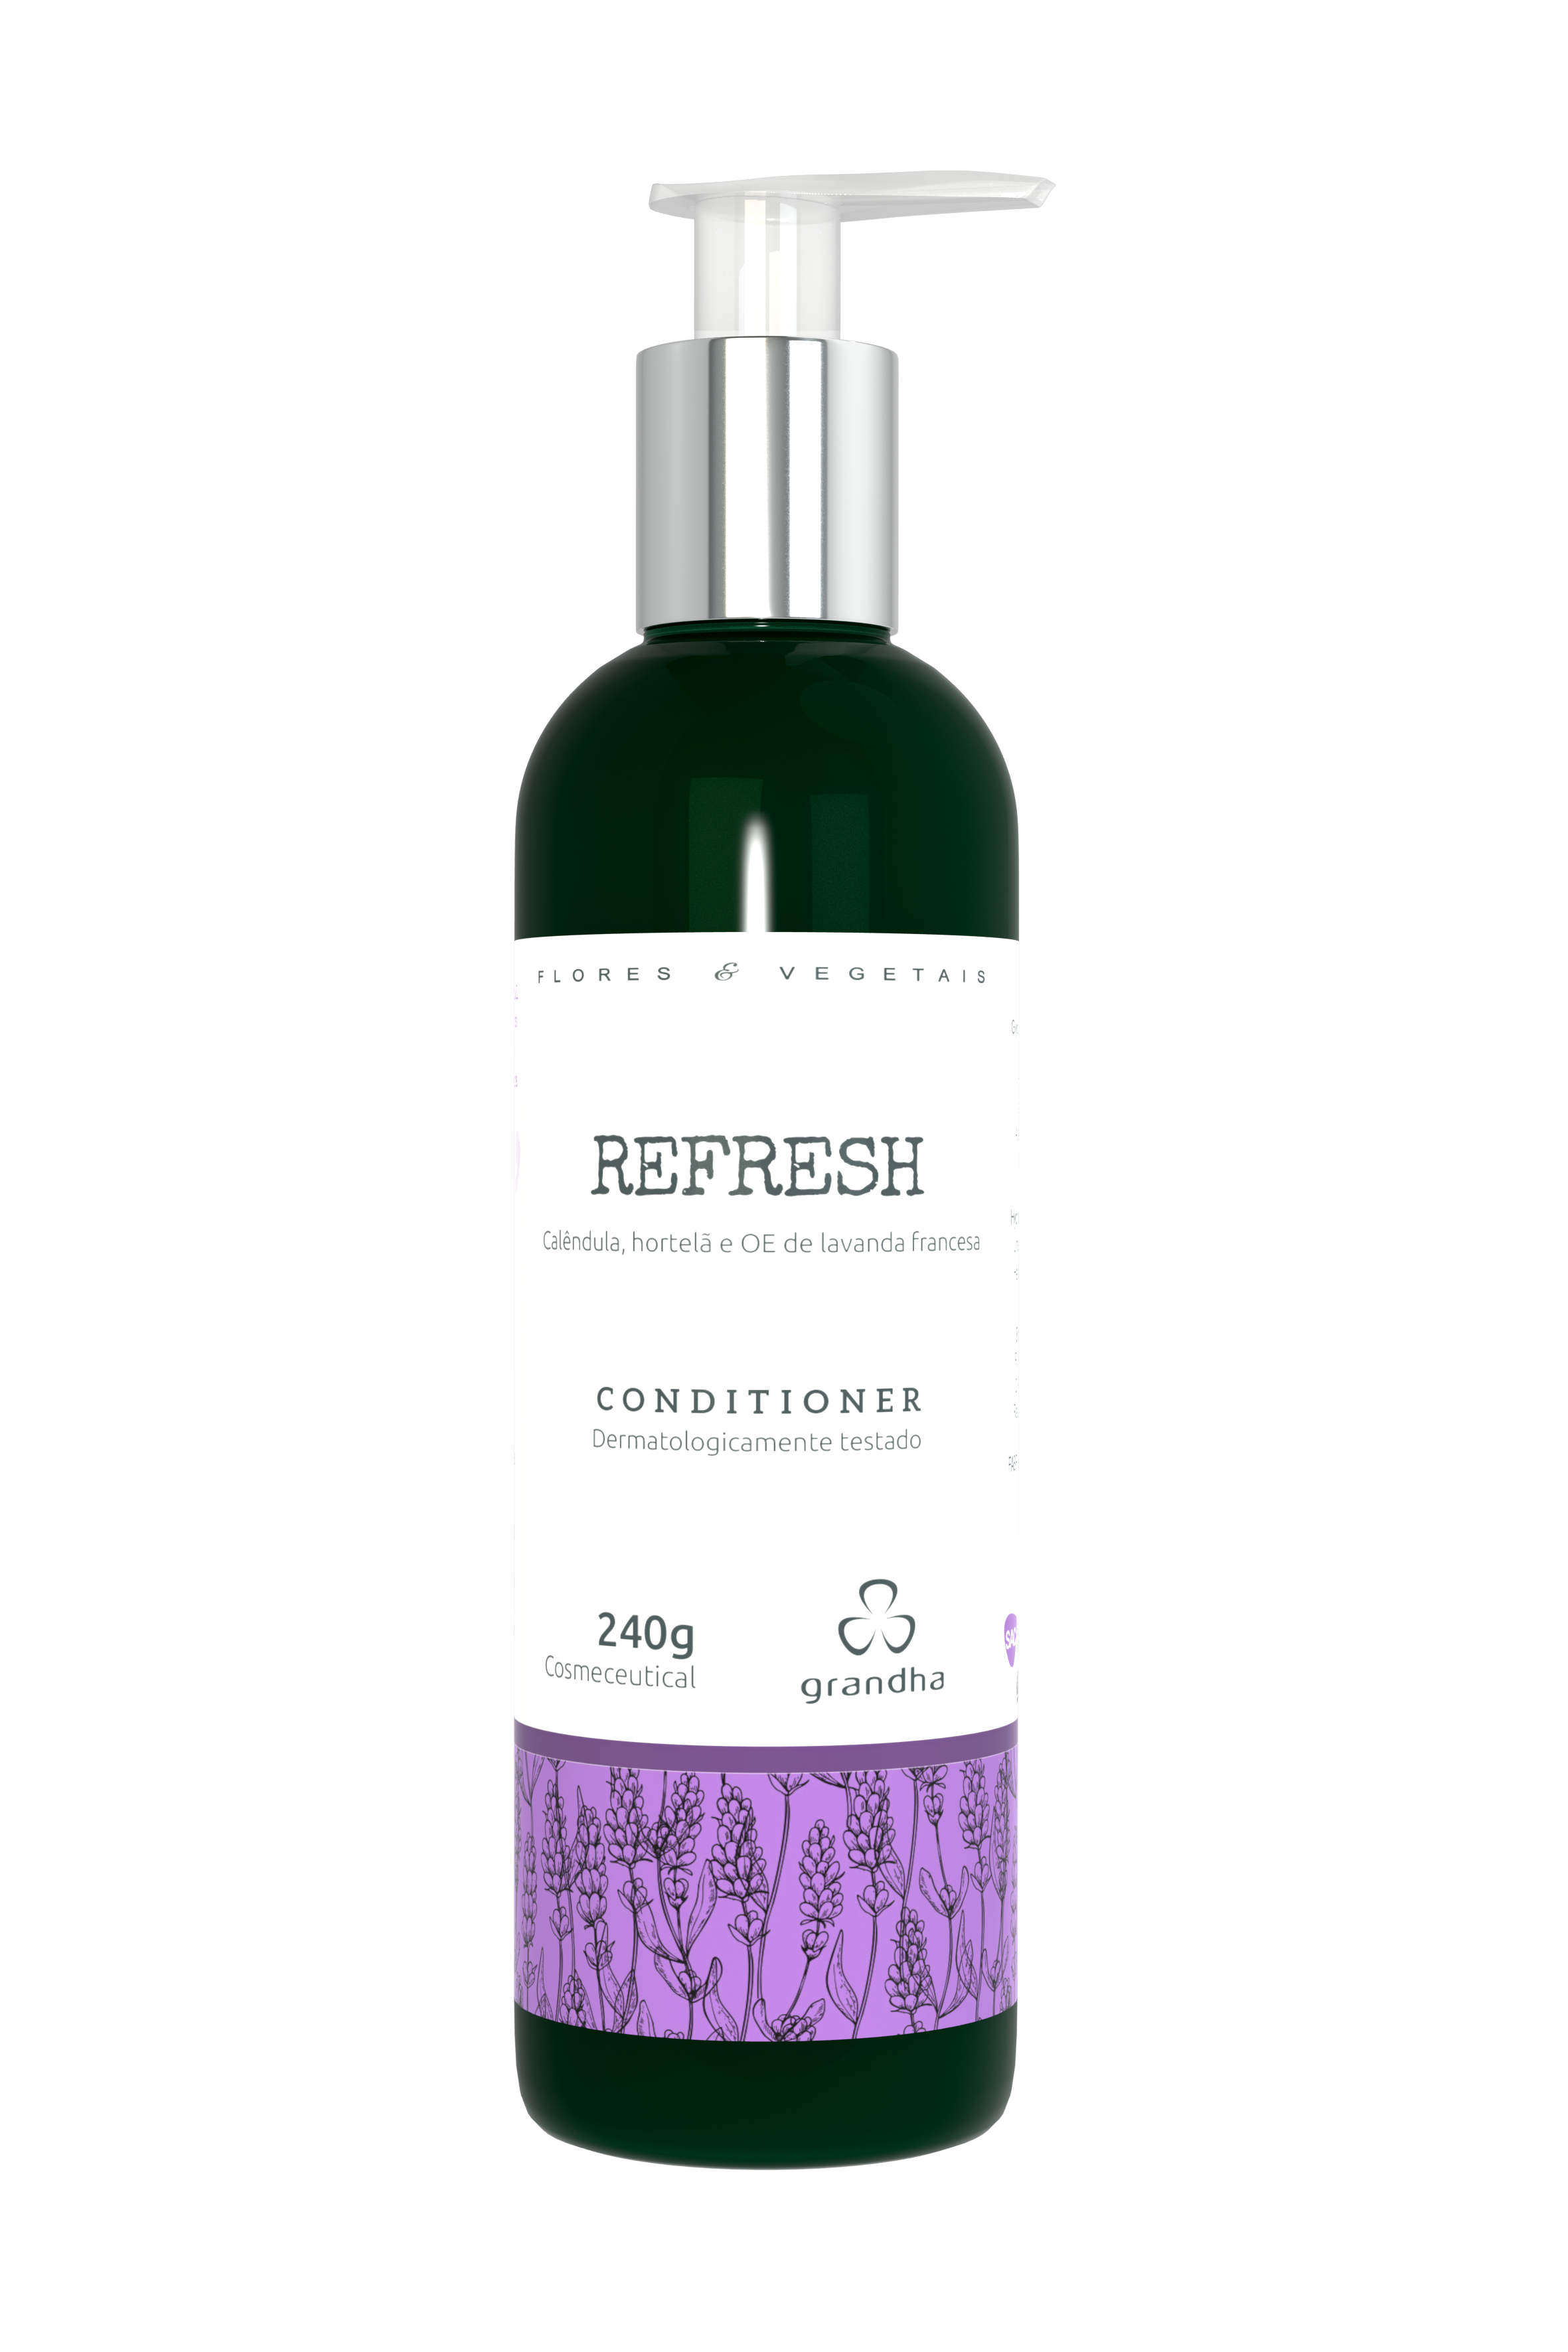 FLORES & VEGETAIS
REFRESH
Calêndula, hortelã e OE de lavanda francesa
CONDITIONER
Dermatologicamente testado
240g
Cosmeceutical
grandha